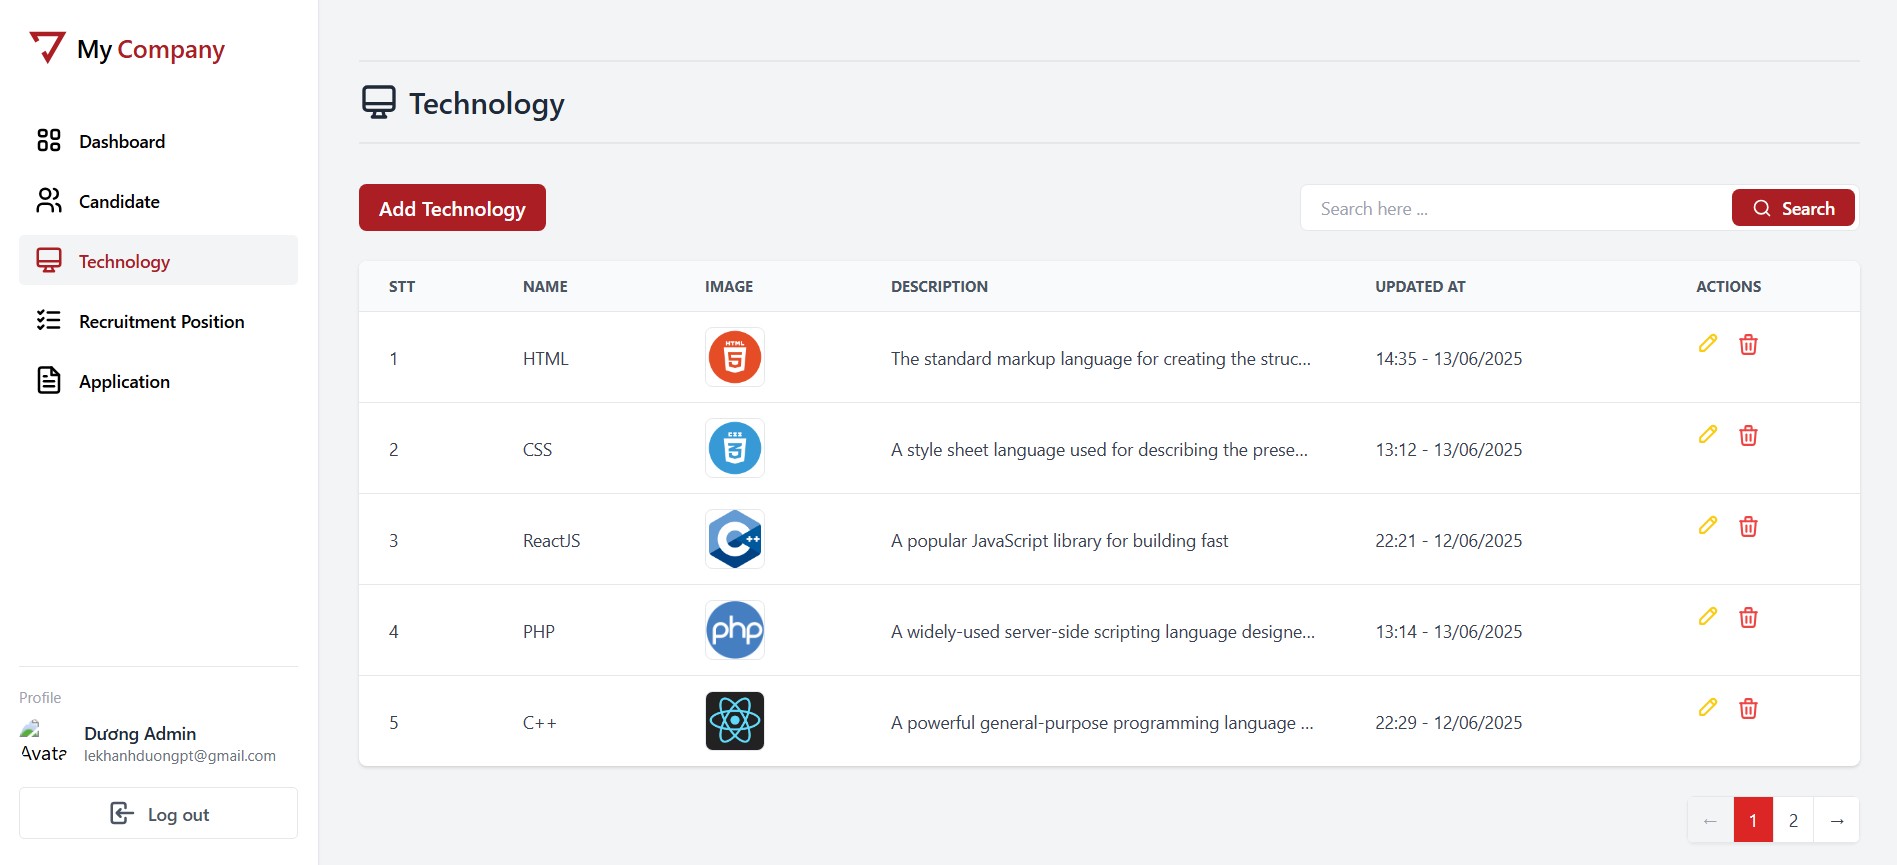 My Company
Dashboard
Candidate
Technology
Recruitment Position
Application
Profile
Avata
Dương Admin
lekhanhduongpt@gmail.com
Log out
Technology
Add Technology
Search here ...
Search
STT NAME IMAGE DESCRIPTION UPDATED AT ACTIONS
1 HTML HTML 5 The standard markup language for creating the struc... 14:35 - 13/06/2025
2 CSS CSS 3 A style sheet language used for describing the prese... 13:12 - 13/06/2025
3 ReactJS C++ A popular JavaScript library for building fast 22:21 - 12/06/2025
4 PHP php A widely-used server-side scripting language designe... 13:14 - 13/06/2025
5 C++ A powerful general-purpose programming language ... 22:29 - 12/06/2025
← 1 2 →